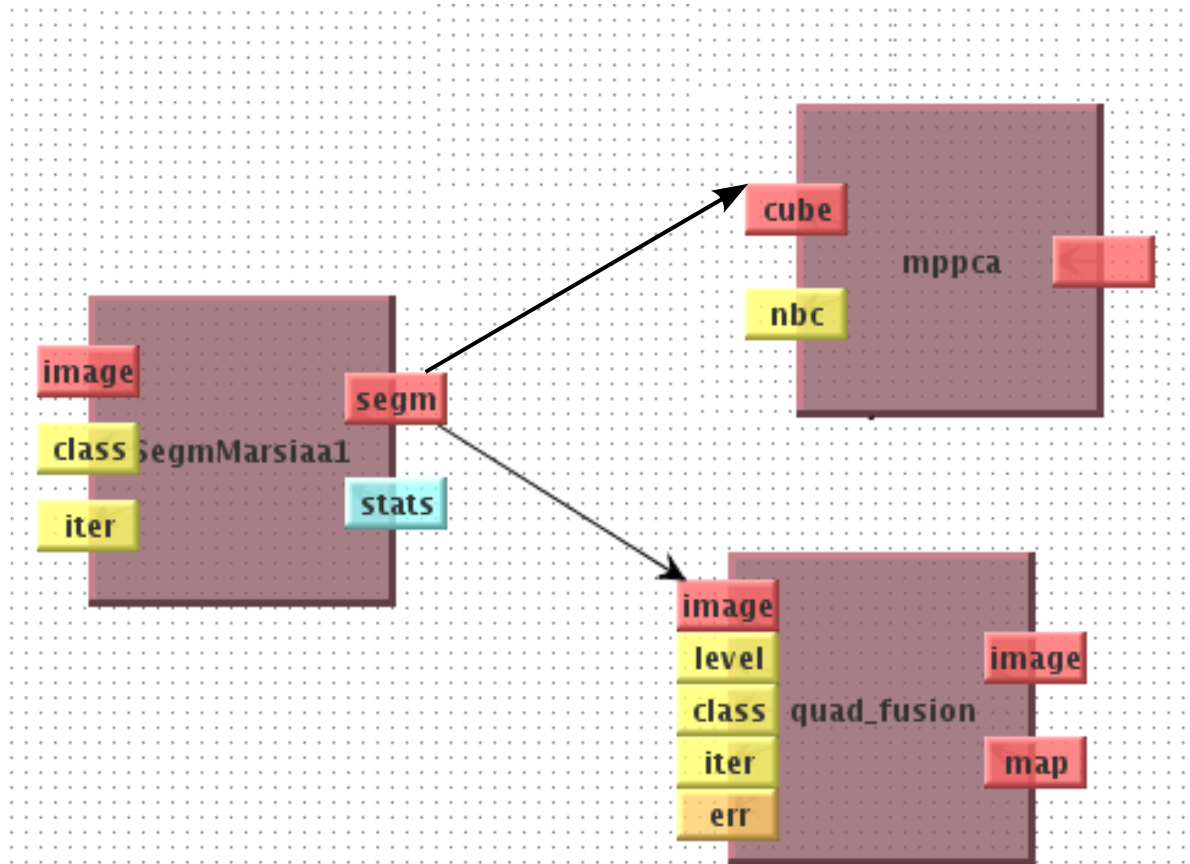 cube
mppca
nbc
image
segm
class
SegmMarsiaa1
iter
stats
image
level
image
class
quad_fusion
iter
map
err